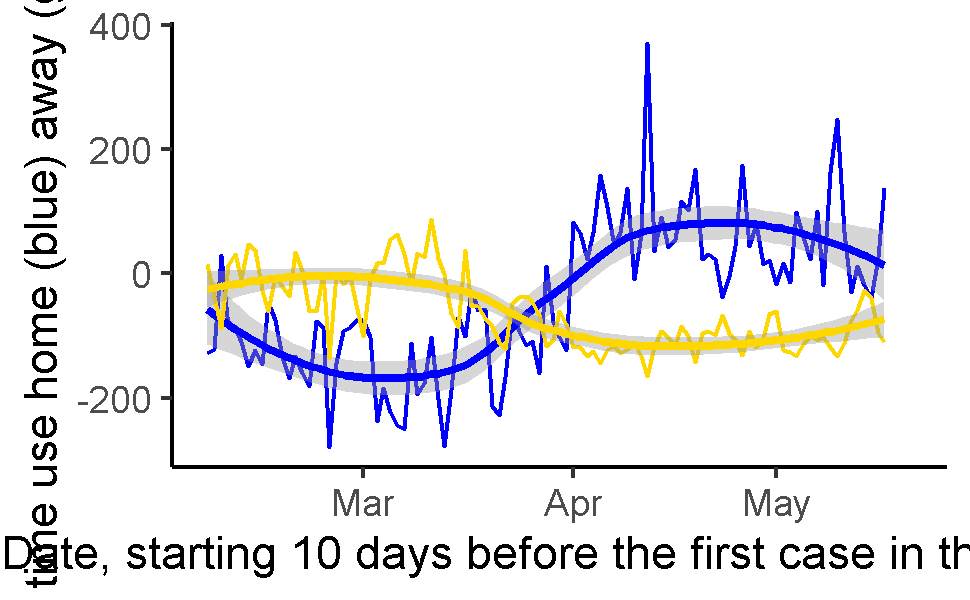 time use home (blue) away (
400
200
0
-200
Mar Apr May
Date, starting 10 days before the first case in th